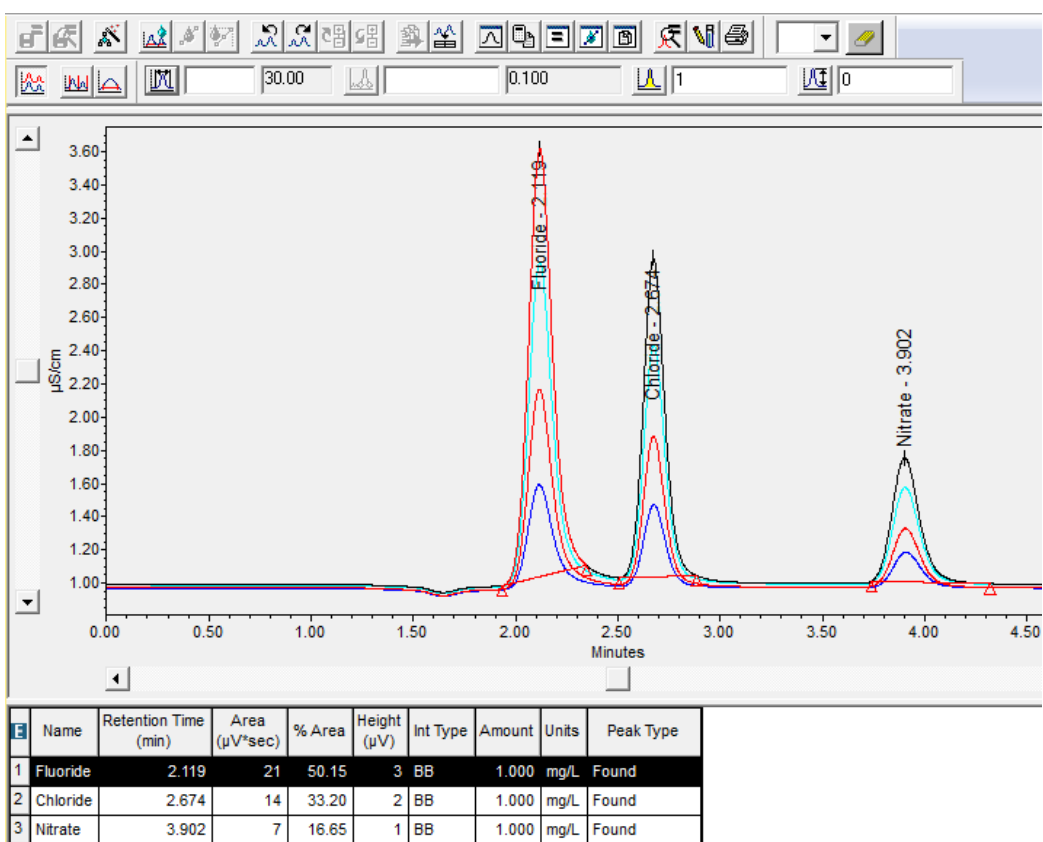 30.00 0.100 1 0
3.60
3.40
3.20
3.00
2.80
2.60
2.40
2.20
2.00
1.80
1.60
1.40
1.20
1.00
µS/cm
Fluoride - 2.119
Chloride - 2.674
Nitrate - 3.902
0.00 0.50 1.00 1.50 2.00 2.50 3.00 3.50 4.00 4.50
Minutes
E Name Retention Time (min) Area (µV*sec) % Area Height (µV) Int Type Amount Units Peak Type
1 Fluoride 2.119 21 50.15 3 BB 1.000 mg/L Found
2 Chloride 2.674 14 33.20 2 BB 1.000 mg/L Found
3 Nitrate 3.902 7 16.65 1 BB 1.000 mg/L Found